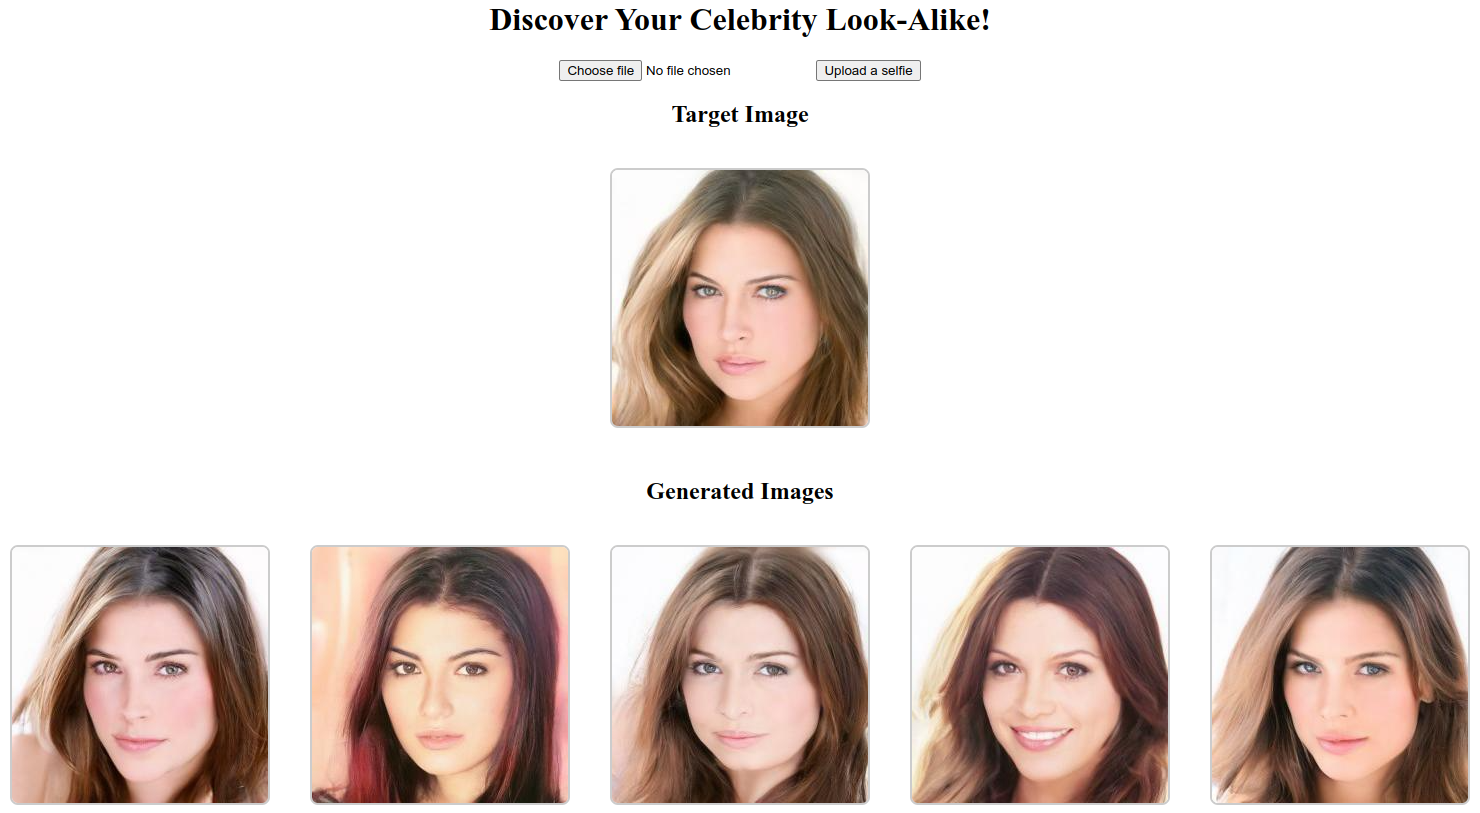 Discover Your Celebrity Look-Alike!
Choose file No file chosen Upload a selfie
Target Image
Generated Images